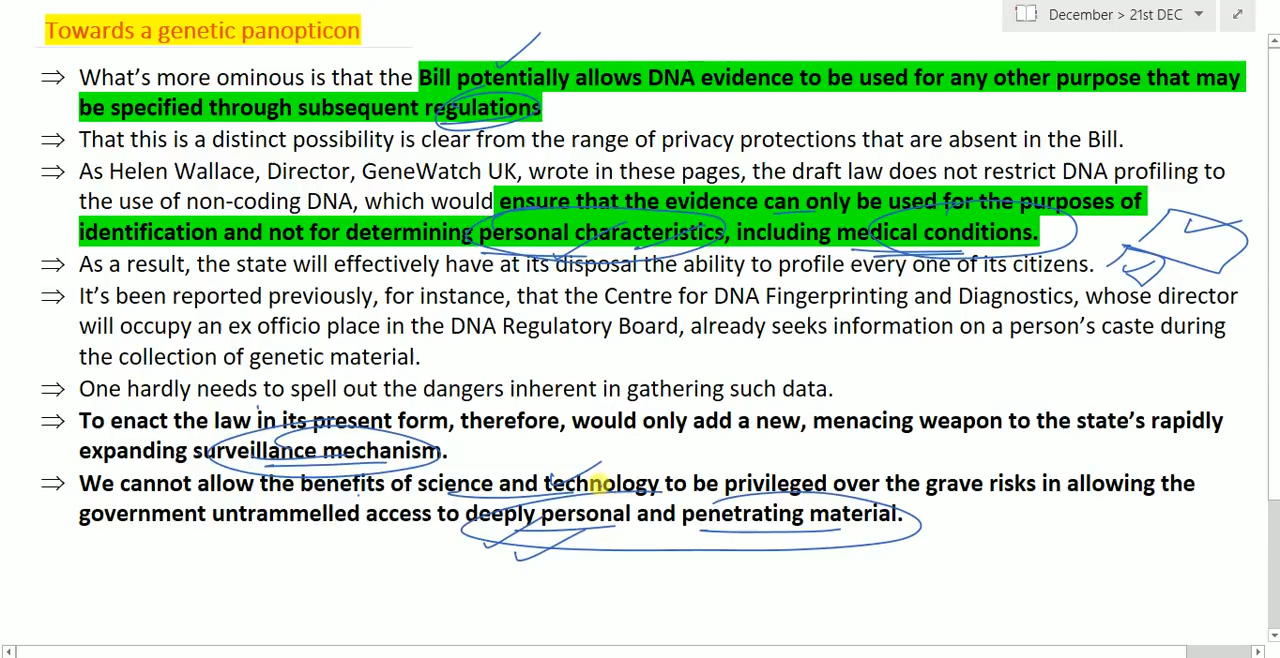 December > 21st DEC
Towards a genetic panopticon
⇒ What's more ominous is that the Bill potentially allows DNA evidence to be used for any other purpose that may
be specified through subsequent regulations
⇒ That this is a distinct possibility is clear from the range of privacy protections that are absent in the Bill.
⇒ As Helen Wallace, Director, GeneWatch UK, wrote in these pages, the draft law does not restrict DNA profiling to
the use of non-coding DNA, which would ensure that the evidence can only be used for the purposes of
identification and not for determining personal characteristics, including medical conditions.
⇒ As a result, the state will effectively have at its disposal the ability to profile every one of its citizens.
⇒ It's been reported previously, for instance, that the Centre for DNA Fingerprinting and Diagnostics, whose director
will occupy an ex officio place in the DNA Regulatory Board, already seeks information on a person's caste during
the collection of genetic material.
⇒ One hardly needs to spell out the dangers inherent in gathering such data.
⇒ To enact the law in its present form, therefore, would only add a new, menacing weapon to the state's rapidly
expanding surveillance mechanism.
⇒ We cannot allow the benefits of science and technology to be privileged over the grave risks in allowing the
government untrammelled access to deeply personal and penetrating material.